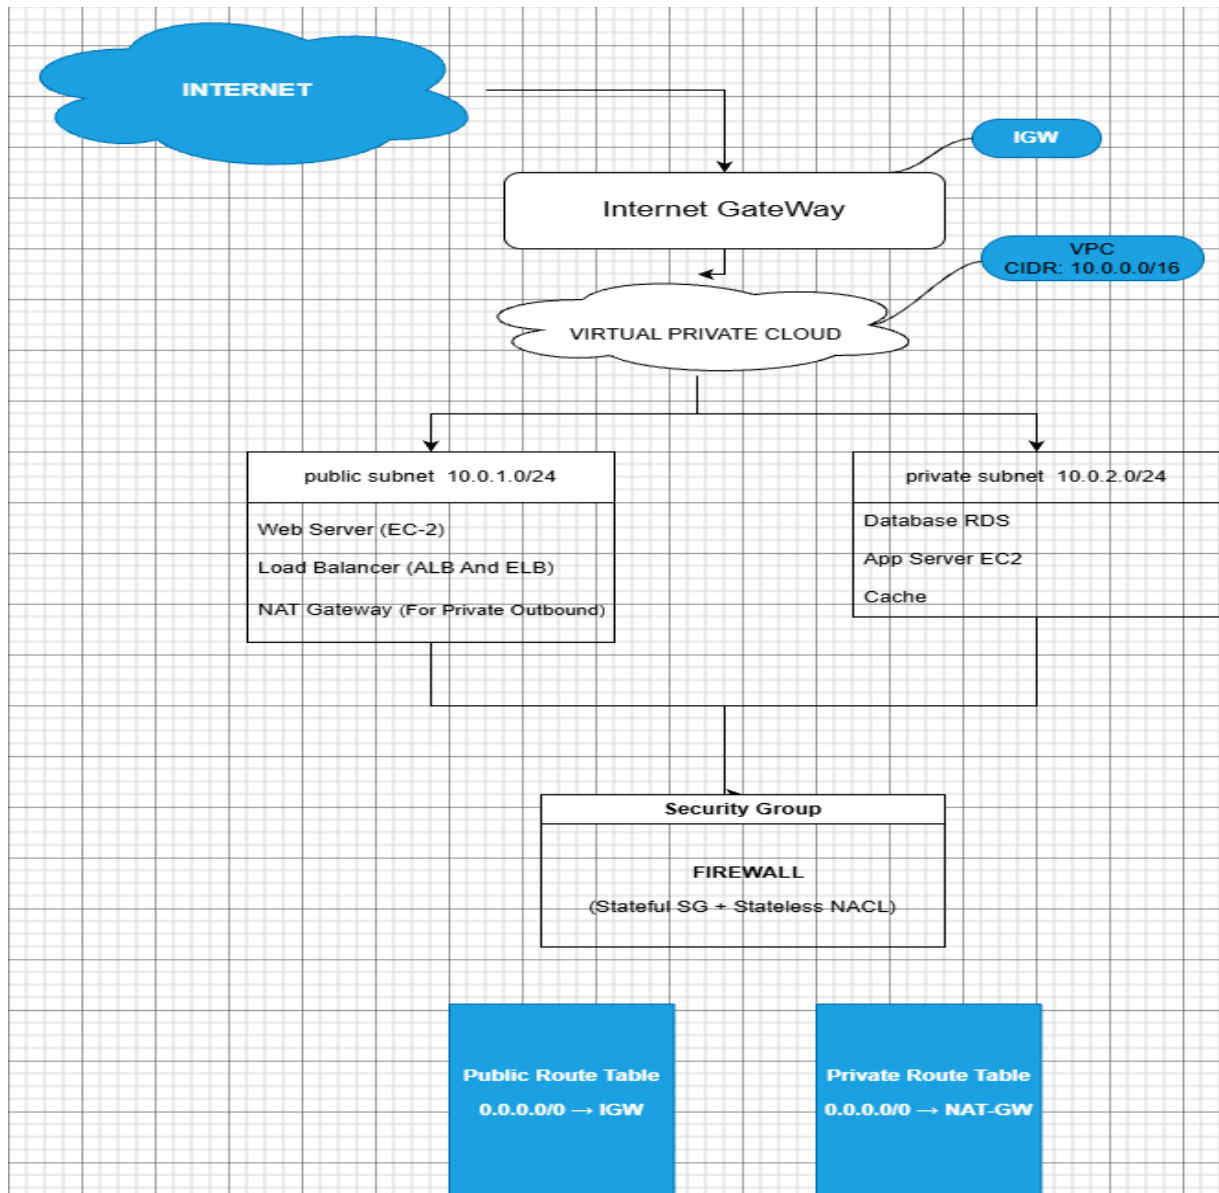 INTERNET
IGW
Internet GateWay
VPC
CIDR: 10.0.0.0/16
VIRTUAL PRIVATE CLOUD
public subnet 10.0.1.0/24
Web Server (EC-2)
Load Balancer (ALB And ELB)
NAT Gateway (For Private Outbound)
private subnet 10.0.2.0/24
Database RDS
App Server EC2
Cache
Security Group
FIREWALL
(Stateful SG + Stateless NACL)
Public Route Table
0.0.0.0/0 → IGW
Private Route Table
0.0.0.0/0 → NAT-GW